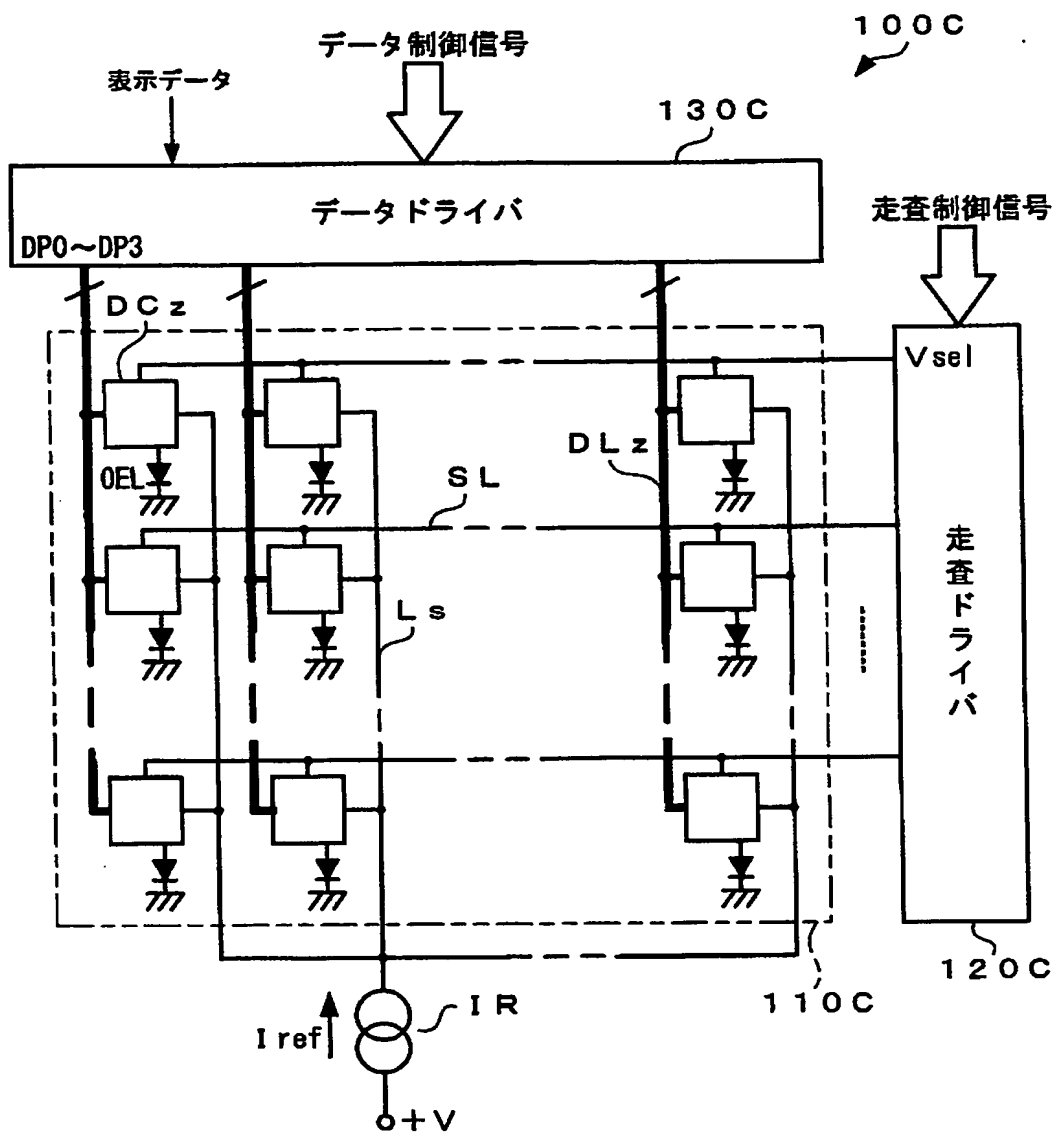 １００Ｃ
データ制御信号
表示データ
１３０Ｃ
データドライバ
DP0～DP3
走査制御信号
ＤＣｚ
Vsel
OEL
ＤＬｚ
ＳＬ
Ｌｓ
走査ドライバ
１２０Ｃ
１１０Ｃ
ＩＲ
Iref
＋Ｖ